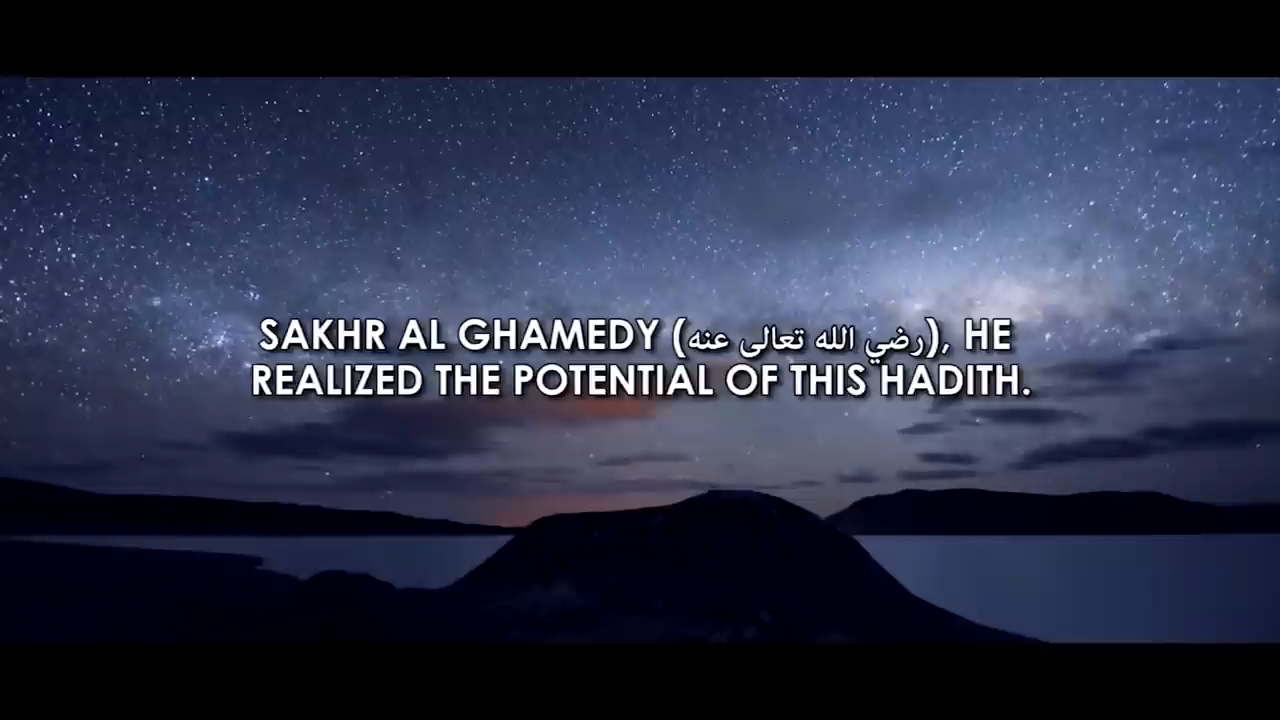 SAKHR AL GHAMEDY (رضي الله تعالى عنه), HE
REALIZED THE POTENTIAL OF THIS HADITH.